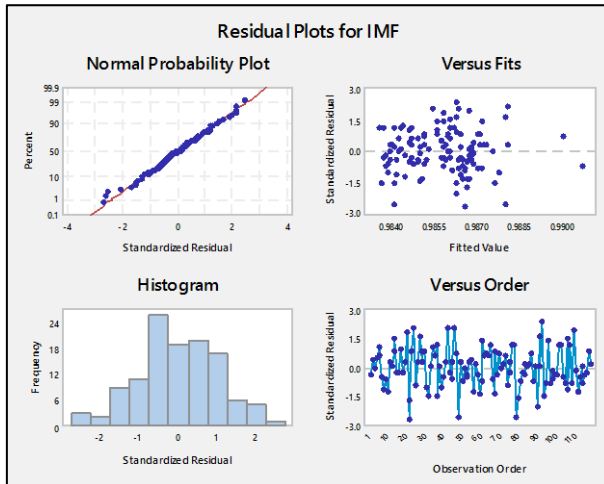 Residual Plots for IMF
Normal Probability Plot
99.9
99
90
50
10
1
0.1
Percent
-4 -2 0 2 4
Standardized Residual
Versus Fits
3.0
1.5
0.0
-1.5
-3.0
Standardized Residual
0.9840 0.9855 0.9870 0.9885 0.9900
Fitted Value
Histogram
24
18
12
6
0
Frequency
-2 -1 0 1 2
Standardized Residual
Versus Order
3.0
1.5
0.0
-1.5
-3.0
Standardized Residual
1 10 20 30 40 50 60 70 80 90 100 110
Observation Order